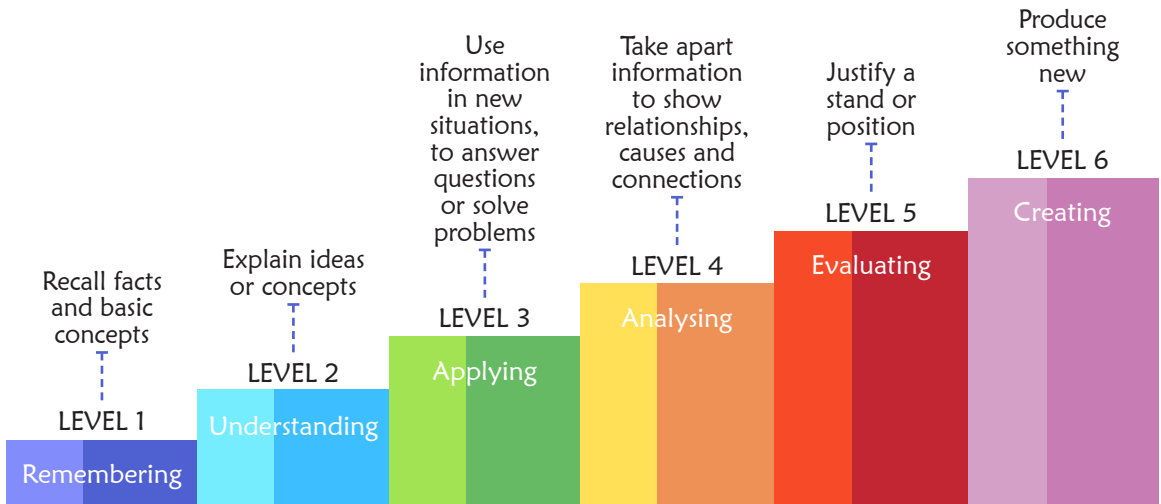 Recall facts
and basic
concepts
LEVEL 1
Remembering
Explain ideas
or concepts
LEVEL 2
Understanding
Use
information
in new
situations,
to answer
questions
or solve
problems
LEVEL 3
Applying
Take apart
information
to show
relationships,
causes and
connections
LEVEL 4
Analysing
Justify a
stand or
position
LEVEL 5
Evaluating
Produce
something
new
LEVEL 6
Creating